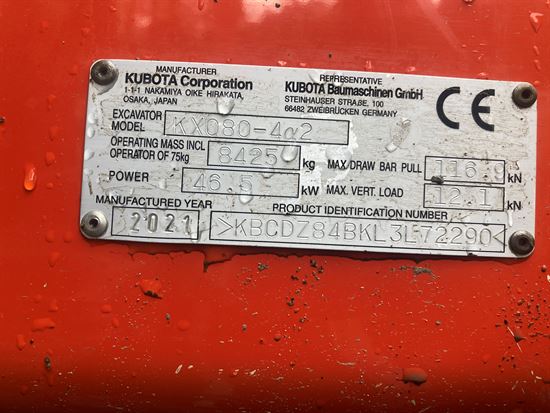 MANUFACTURER
KUBOTA Corporation
1-1-1 NAKAMIYA OIKE HIRAKATA,
OSAKA, JAPAN
REPRESENTATIVE
KUBOTA Baumaschinen GmbH
STEINHAUSER STRAßE, 100
66482 ZWEIBRÜCKEN GERMANY
CE
EXCAVATOR MODEL KX080-4α2
OPERATING MASS INCL
OPERATOR OF 75kg 8425 kg
MAX.DRAW BAR PULL 116.9 kN
POWER 46.5 kW
MAX. VERT. LOAD 12.1 kN
MANUFACTURED YEAR
2021
PRODUCT IDENTIFICATION NUMBER
>KBCDZ84BKL3L72290<